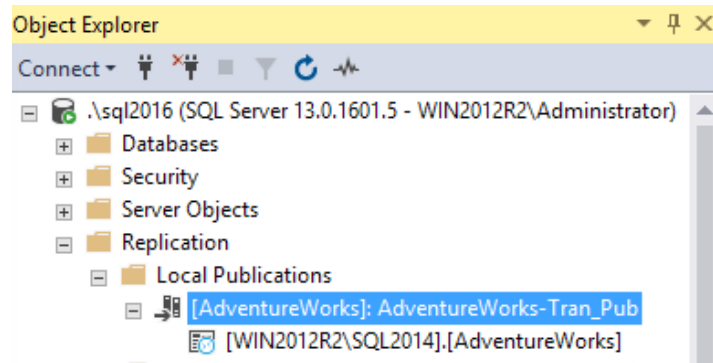 Object Explorer
Connect
.\sql2016 (SQL Server 13.0.1601.5 - WIN2012R2\Administrator)
Databases
Security
Server Objects
Replication
Local Publications
[AdventureWorks]: AdventureWorks-Tran_Pub
[WIN2012R2\SQL2014].[AdventureWorks]